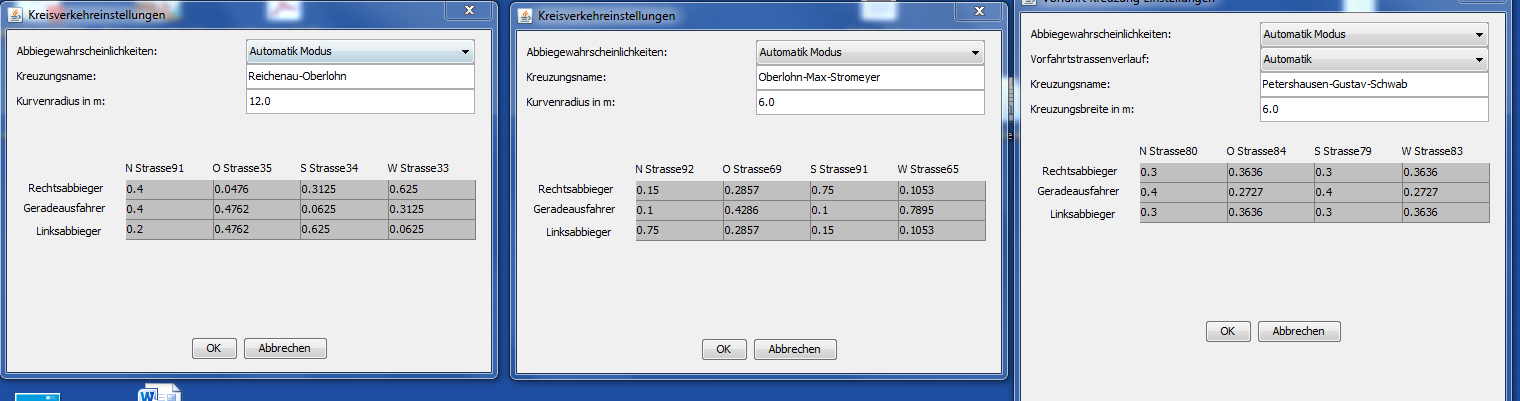 Kreisverkehreinstellungen
Abbiegewahrscheinlichkeiten: Automatik Modus
Kreuzungsname: Reichenau-Oberlohn
Kurvenradius in m: 12.0
N Strasse91 O Strasse35 S Strasse34 W Strasse33
Rechtsabbieger 0.4 0.0476 0.3125 0.625
Geradeausfahrer 0.4 0.4762 0.0625 0.3125
Linksabbieger 0.2 0.4762 0.625 0.0625
OK Abbrechen
Kreisverkehreinstellungen
Abbiegewahrscheinlichkeiten: Automatik Modus
Kreuzungsname: Oberlohn-Max-Stromeyer
Kurvenradius in m: 6.0
N Strasse92 O Strasse69 S Strasse91 W Strasse65
Rechtsabbieger 0.15 0.2857 0.75 0.1053
Geradeausfahrer 0.1 0.4286 0.1 0.7895
Linksabbieger 0.75 0.2857 0.15 0.1053
OK Abbrechen
Vorfahrt Kreuzung Einstellungen
Abbiegewahrscheinlichkeiten: Automatik Modus
Vorfahrtstrassenverlauf: Automatik
Kreuzungsname: Petershausen-Gustav-Schwab
Kreuzungsbreite in m: 6.0
N Strasse80 O Strasse84 S Strasse79 W Strasse83
Rechtsabbieger 0.3 0.3636 0.3 0.3636
Geradeausfahrer 0.4 0.2727 0.4 0.2727
Linksabbieger 0.3 0.3636 0.3 0.3636
OK Abbrechen